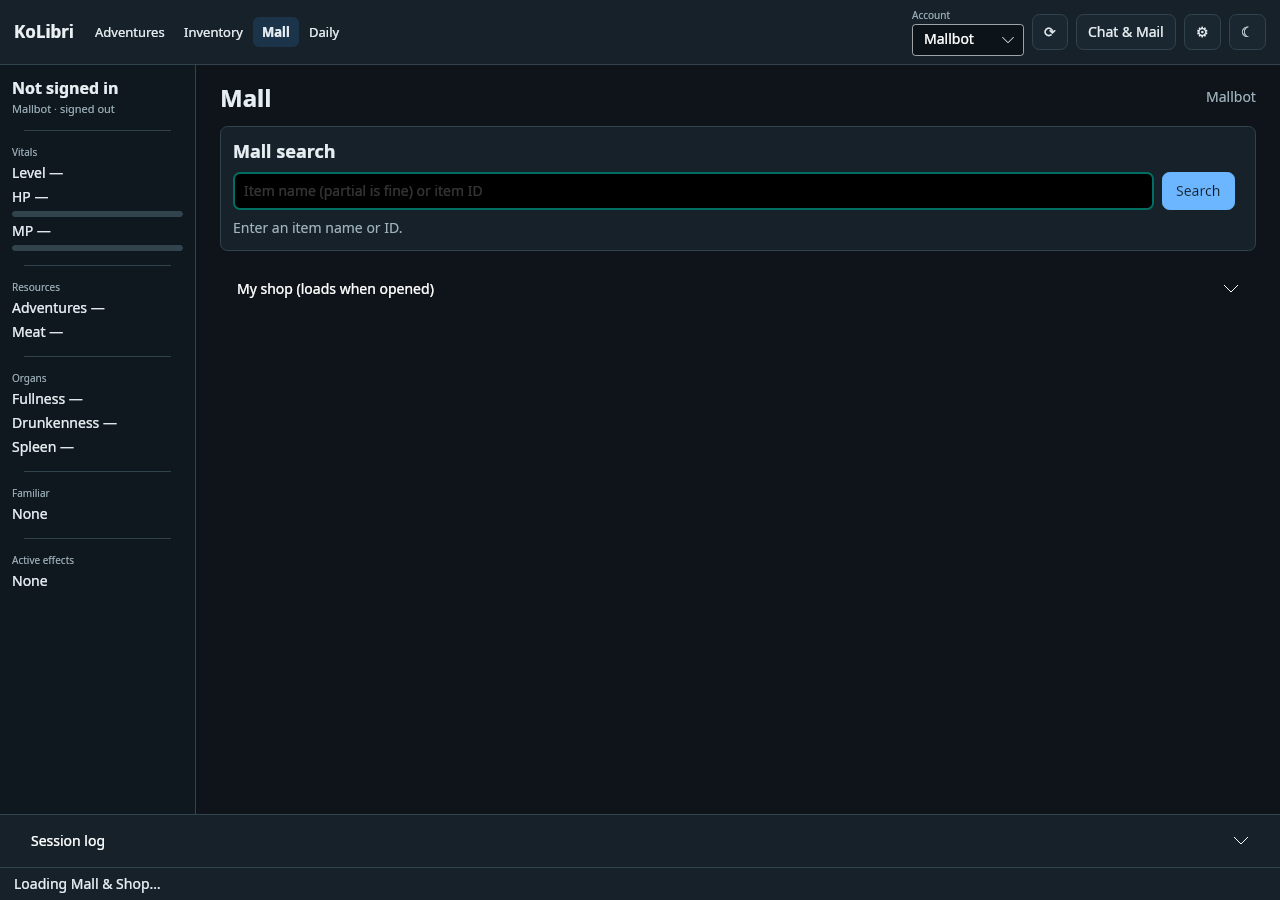 KoLibri
Adventures
Inventory
Mall
Daily
Account
Mallbot
⟳
Chat & Mail
⚙
☾
Not signed in
Mallbot · signed out
Vitals
Level —
HP —
MP —
Resources
Adventures —
Meat —
Organs
Fullness —
Drunkenness —
Spleen —
Familiar
None
Active effects
None
Mall
Mallbot
Mall search
Item name (partial is fine) or item ID
Search
Enter an item name or ID.
My shop (loads when opened)
Session log
Loading Mall & Shop...